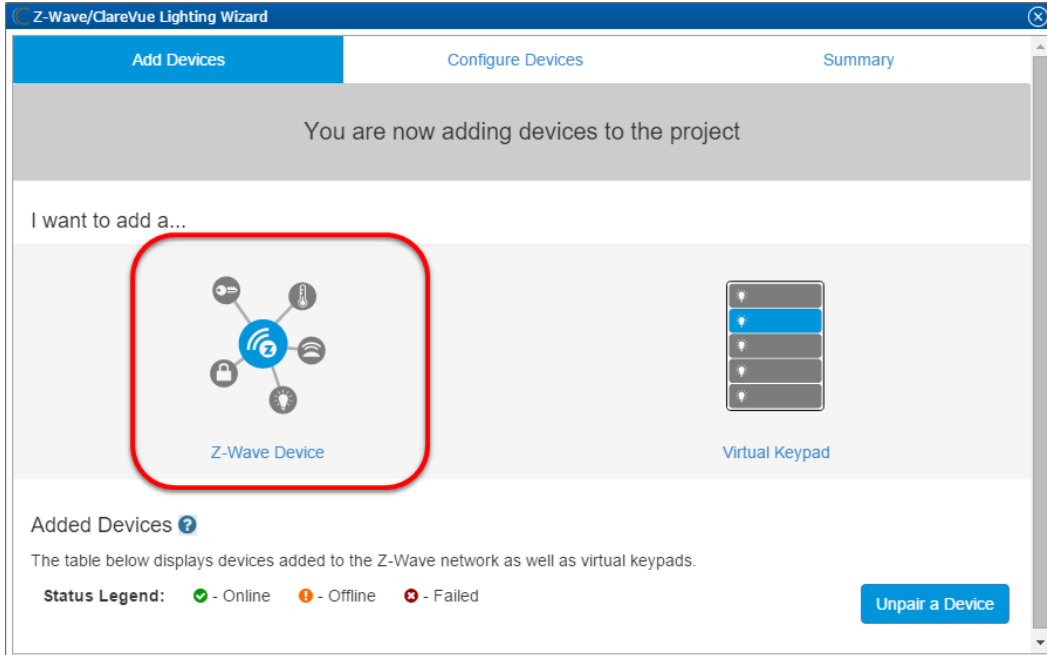 Z-Wave/ClareVue Lighting Wizard
Add Devices
Configure Devices
Summary
You are now adding devices to the project
I want to add a...
Z-Wave Device
Virtual Keypad
Added Devices ?
The table below displays devices added to the Z-Wave network as well as virtual keypads.
Status Legend: - Online ! - Offline - Failed
Unpair a Device